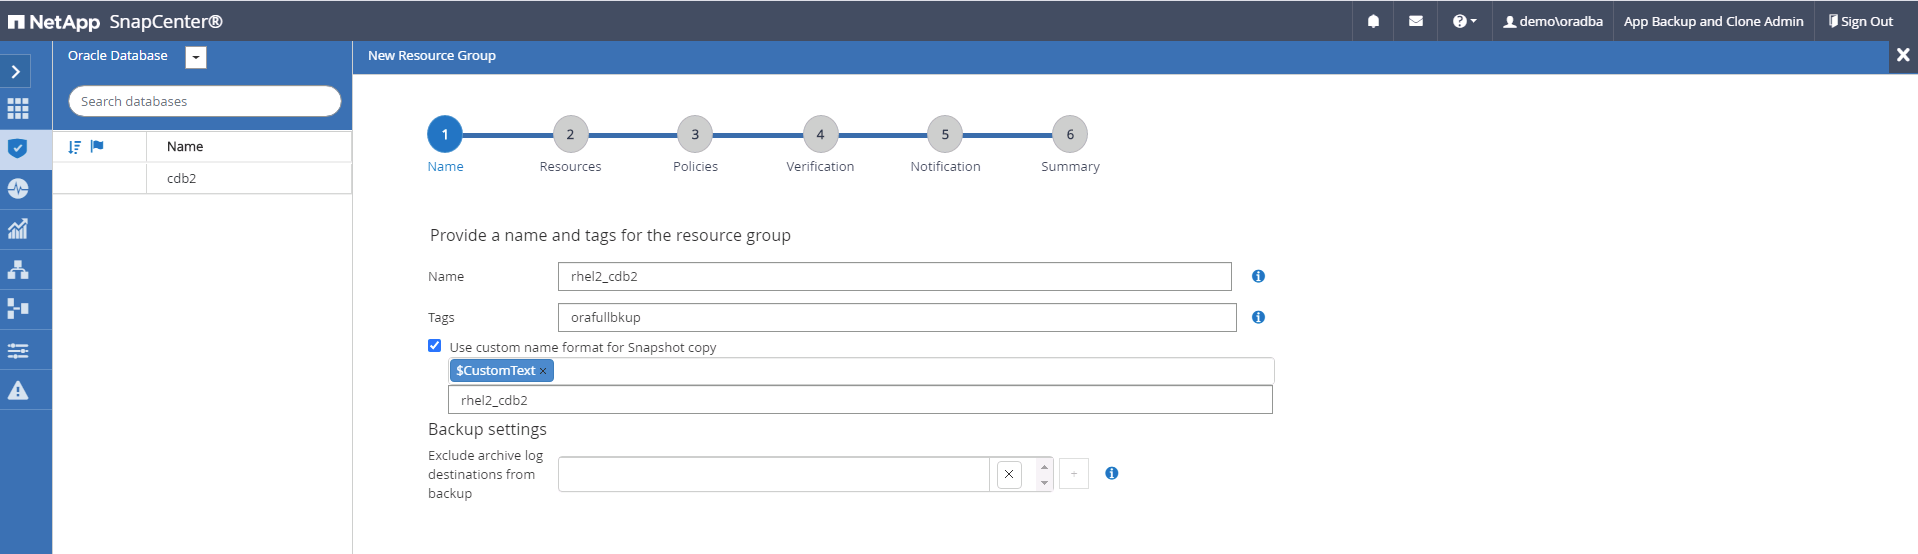 NetApp SnapCenter®
demo\oradba
App Backup and Clone Admin
Sign Out
Oracle Database
Search databases
Name
cdb2
New Resource Group
1
2
3
4
5
6
Name
Resources
Policies
Verification
Notification
Summary
Provide a name and tags for the resource group
Name
rhel2_cdb2
Tags
orafullbkup
Use custom name format for Snapshot copy
$CustomText ×
rhel2_cdb2
Backup settings
Exclude archive log
destinations from
backup